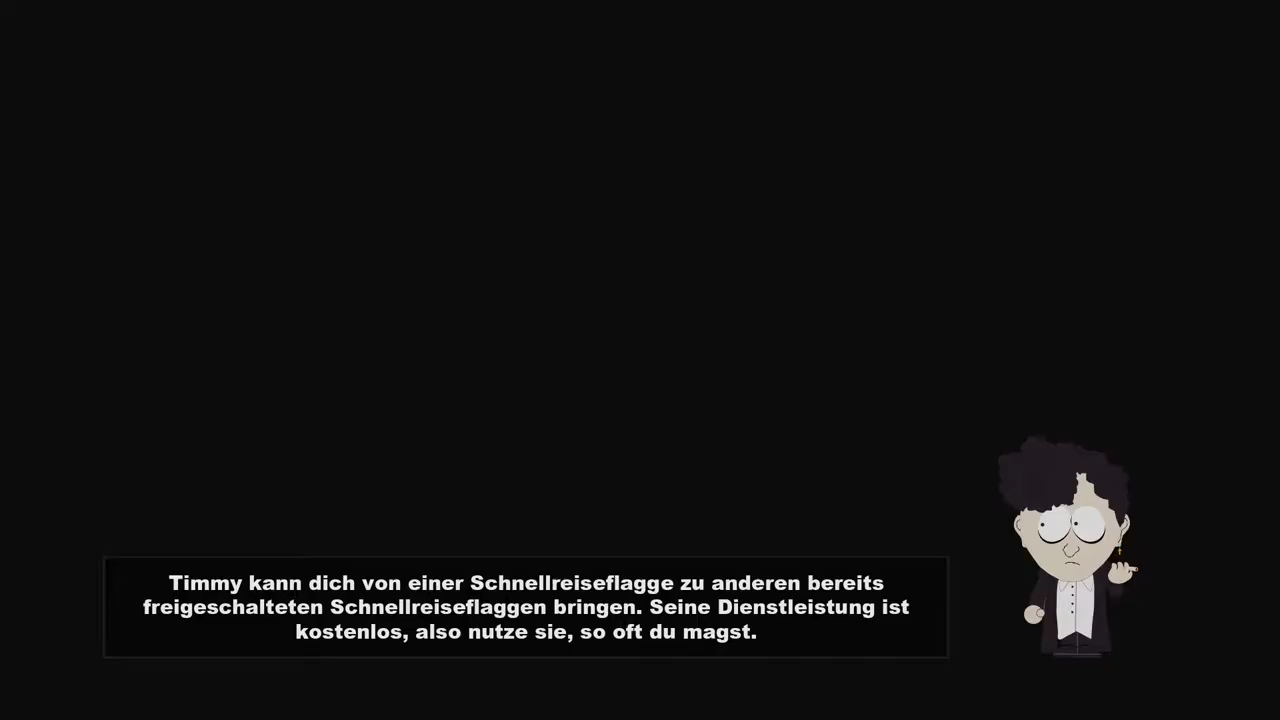 Timmy kann dich von einer Schnellreiseflagge zu anderen bereits
freigeschalteten Schnellreiseflaggen bringen. Seine Dienstleistung ist
kostenlos, also nutze sie, so oft du magst.